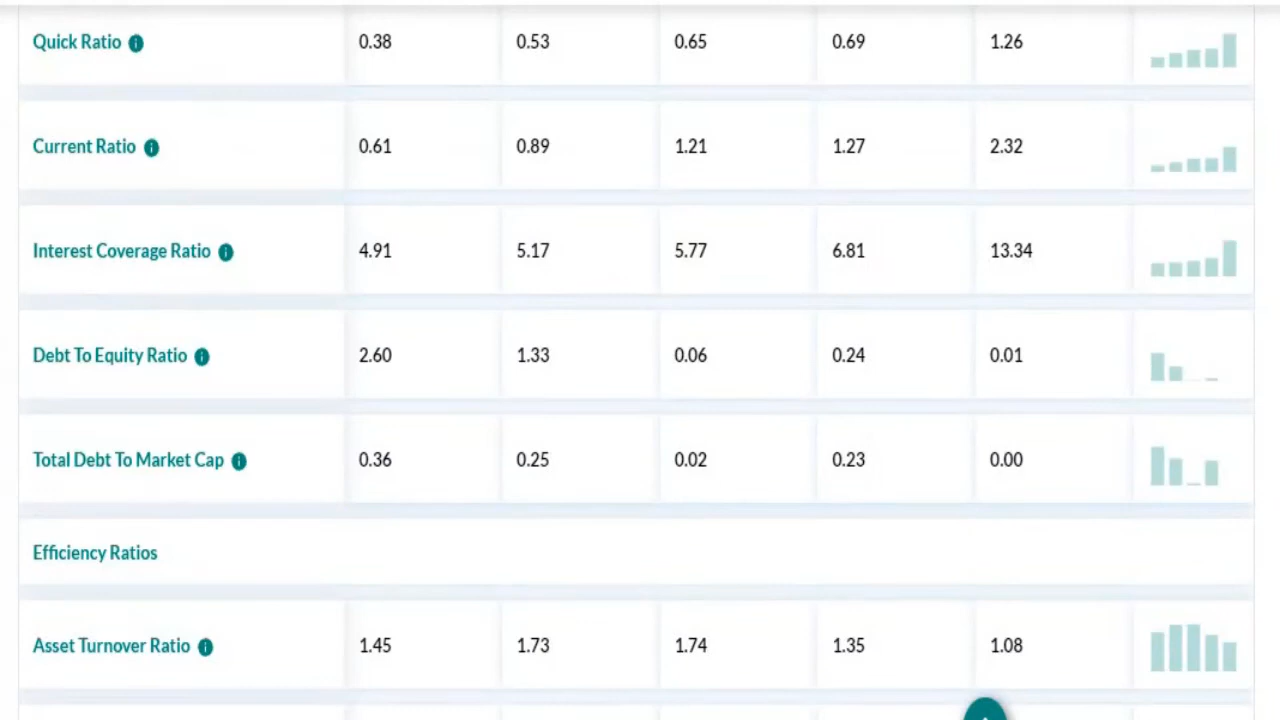 Quick Ratio 0.38 0.53 0.65 0.69 1.26
Current Ratio 0.61 0.89 1.21 1.27 2.32
Interest Coverage Ratio 4.91 5.17 5.77 6.81 13.34
Debt To Equity Ratio 2.60 1.33 0.06 0.24 0.01
Total Debt To Market Cap 0.36 0.25 0.02 0.23 0.00
Efficiency Ratios
Asset Turnover Ratio 1.45 1.73 1.74 1.35 1.08